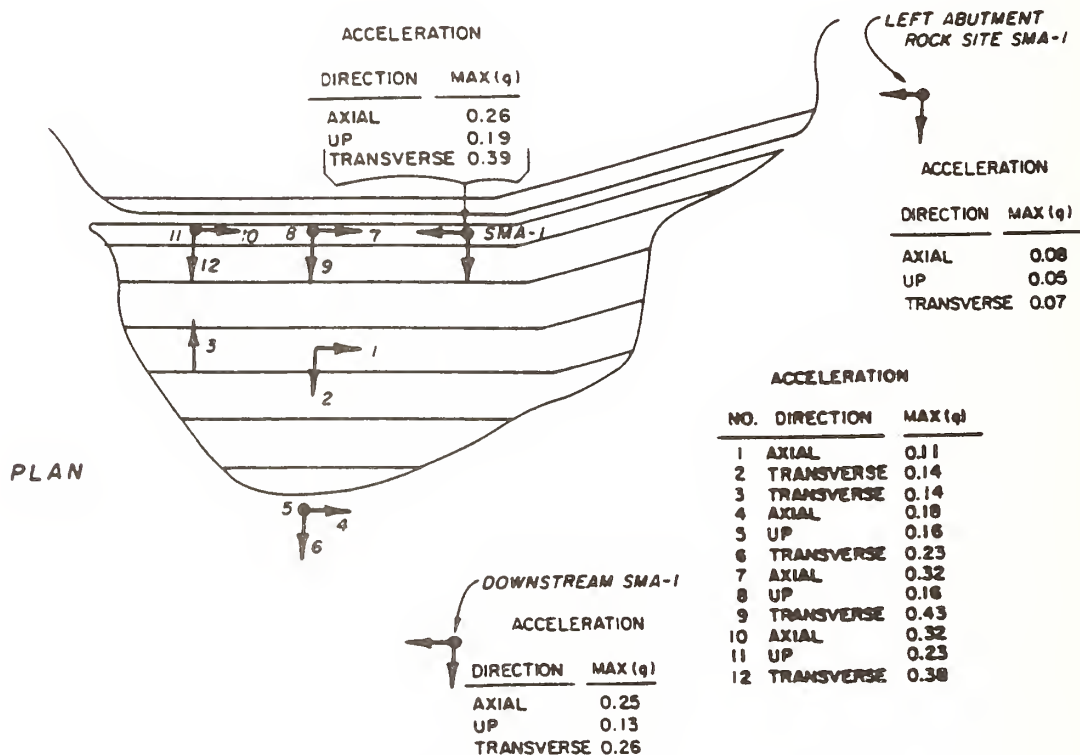 ACCELERATION
DIRECTION MAX(g)
AXIAL 0.26
UP 0.19
TRANSVERSE 0.39
LEFT ABUTMENT
ROCK SITE SMA-1
ACCELERATION
DIRECTION MAX(g)
AXIAL 0.08
UP 0.05
TRANSVERSE 0.07
11 10 8 7 SMA-1
12 9
3 1
2
PLAN
5 4
6
ACCELERATION
NO. DIRECTION MAX(g)
1 AXIAL 0.11
2 TRANSVERSE 0.14
3 TRANSVERSE 0.14
4 AXIAL 0.18
5 UP 0.16
6 TRANSVERSE 0.23
7 AXIAL 0.32
8 UP 0.16
9 TRANSVERSE 0.43
10 AXIAL 0.32
11 UP 0.23
12 TRANSVERSE 0.38
DOWNSTREAM SMA-1
ACCELERATION
DIRECTION MAX(g)
AXIAL 0.25
UP 0.13
TRANSVERSE 0.26